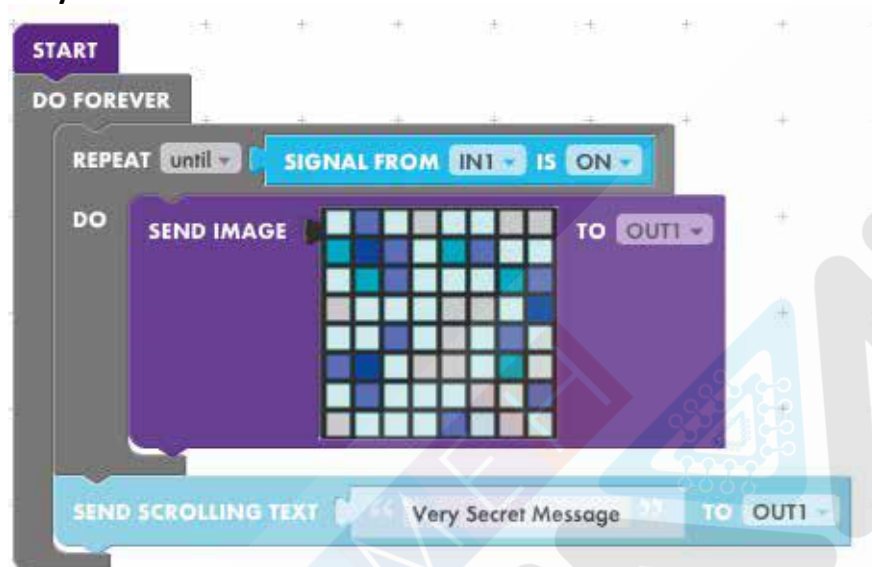 START
DO FOREVER
REPEAT until SIGNAL FROM IN1 IS ON
DO SEND IMAGE TO OUT1
SEND SCROLLING TEXT “ Very Secret Message ” TO OUT1